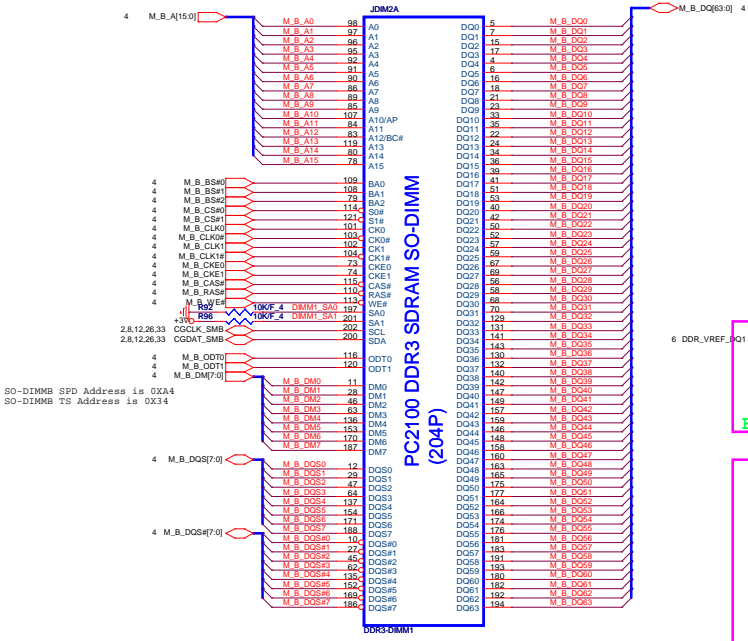 JDIM2A
4 M_B_A[15:0]
M_B_A0 98 A0
M_B_A1 97 A1
M_B_A2 96 A2
M_B_A3 95 A3
M_B_A4 92 A4
M_B_A5 91 A5
M_B_A6 90 A6
M_B_A7 86 A7
M_B_A8 89 A8
M_B_A9 85 A9
M_B_A10 107 A10/AP
M_B_A11 84 A11
M_B_A12 83 A12/BC#
M_B_A13 119 A13
M_B_A14 80 A14
M_B_A15 78 A15
4 M_B_BS#0 109 BA0
4 M_B_BS#1 108 BA1
4 M_B_BS#2 79 BA2
4 M_B_CS#0 114 S0#
4 M_B_CS#1 121 S1#
4 M_B_CLK0 101 CK0
4 M_B_CLK0# 103 CK0#
4 M_B_CLK1 102 CK1
4 M_B_CLK1# 104 CK1#
4 M_B_CKE0 73 CKE0
4 M_B_CKE1 74 CKE1
4 M_B_CAS# 115 CAS#
4 M_B_RAS# 110 RAS#
4 M_B_WE# 113 WE#
R92 10K/F_4 DIMM1_SA0 197 SA0
+3V R96 10K/F_4 DIMM1_SA1 201 SA1
2,8,12,26,33 CGCLK_SMB 202 SCL
2,8,12,26,33 CGDAT_SMB 200 SDA
4 M_B_ODT0 116 ODT0
4 M_B_ODT1 120 ODT1
4 M_B_DM[7:0]
M_B_DM0 11 DM0
M_B_DM1 28 DM1
M_B_DM2 46 DM2
M_B_DM3 63 DM3
M_B_DM4 136 DM4
M_B_DM5 153 DM5
M_B_DM6 170 DM6
M_B_DM7 187 DM7
SO-DIMMB SPD Address is 0XA4
SO-DIMMB TS Address is 0X34
4 M_B_DQS[7:0]
M_B_DQS0 12 DQS0
M_B_DQS1 29 DQS1
M_B_DQS2 47 DQS2
M_B_DQS3 64 DQS3
M_B_DQS4 137 DQS4
M_B_DQS5 154 DQS5
M_B_DQS6 171 DQS6
M_B_DQS7 188 DQS7
4 M_B_DQS#[7:0]
M_B_DQS#0 10 DQS#0
M_B_DQS#1 27 DQS#1
M_B_DQS#2 45 DQS#2
M_B_DQS#3 62 DQS#3
M_B_DQS#4 135 DQS#4
M_B_DQS#5 152 DQS#5
M_B_DQS#6 169 DQS#6
M_B_DQS#7 186 DQS#7
PC2100 DDR3 SDRAM SO-DIMM
(204P)
DDR3-DIMM1
M_B_DQ[63:0] 4
DQ0 5 M_B_DQ0
DQ1 7 M_B_DQ1
DQ2 15 M_B_DQ2
DQ3 17 M_B_DQ3
DQ4 4 M_B_DQ4
DQ5 6 M_B_DQ5
DQ6 16 M_B_DQ6
DQ7 18 M_B_DQ7
DQ8 21 M_B_DQ8
DQ9 23 M_B_DQ9
DQ10 33 M_B_DQ10
DQ11 35 M_B_DQ11
DQ12 22 M_B_DQ12
DQ13 24 M_B_DQ13
DQ14 34 M_B_DQ14
DQ15 36 M_B_DQ15
DQ16 39 M_B_DQ16
DQ17 41 M_B_DQ17
DQ18 51 M_B_DQ18
DQ19 53 M_B_DQ19
DQ20 40 M_B_DQ20
DQ21 42 M_B_DQ21
DQ22 50 M_B_DQ22
DQ23 52 M_B_DQ23
DQ24 57 M_B_DQ24
DQ25 59 M_B_DQ25
DQ26 67 M_B_DQ26
DQ27 69 M_B_DQ27
DQ28 56 M_B_DQ28
DQ29 58 M_B_DQ29
DQ30 68 M_B_DQ30
DQ31 70 M_B_DQ31
DQ32 129 M_B_DQ32
DQ33 131 M_B_DQ33
DQ34 141 M_B_DQ34
DQ35 143 M_B_DQ35
DQ36 130 M_B_DQ36
DQ37 132 M_B_DQ37
DQ38 140 M_B_DQ38
DQ39 142 M_B_DQ39
DQ40 147 M_B_DQ40
DQ41 149 M_B_DQ41
DQ42 157 M_B_DQ42
DQ43 159 M_B_DQ43
DQ44 146 M_B_DQ44
DQ45 148 M_B_DQ45
DQ46 158 M_B_DQ46
DQ47 160 M_B_DQ47
DQ48 163 M_B_DQ48
DQ49 165 M_B_DQ49
DQ50 175 M_B_DQ50
DQ51 177 M_B_DQ51
DQ52 164 M_B_DQ52
DQ53 166 M_B_DQ53
DQ54 174 M_B_DQ54
DQ55 176 M_B_DQ55
DQ56 181 M_B_DQ56
DQ57 183 M_B_DQ57
DQ58 191 M_B_DQ58
DQ59 193 M_B_DQ59
DQ60 180 M_B_DQ60
DQ61 182 M_B_DQ61
DQ62 192 M_B_DQ62
DQ63 194 M_B_DQ63
6 DDR_VREF_DQ1